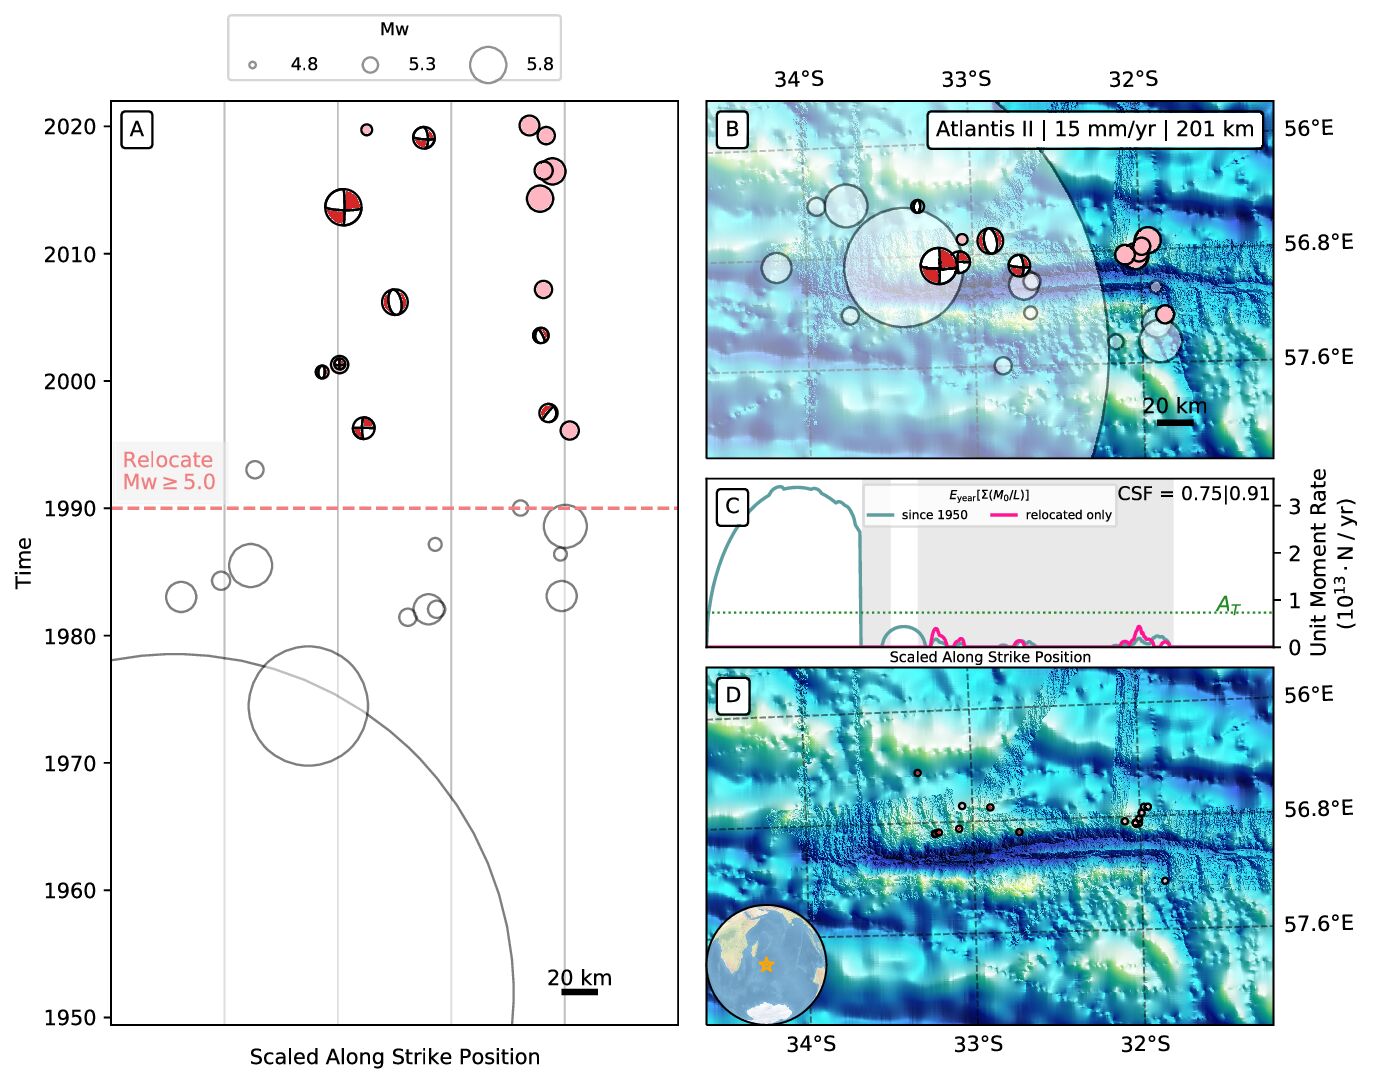 Mw
4.8 5.3 5.8
A
2020
2010
2000
1990
1980
1970
1960
1950
Time
Relocate
Mw ≥ 5.0
20 km
Scaled Along Strike Position
34°S 33°S 32°S
B
Atlantis II | 15 mm/yr | 201 km
56°E
56.8°E
57.6°E
20 km
C
E_year[Σ(M₀/L)]
since 1950 relocated only
CSF = 0.75|0.91
A_T
3
2
1
0
Unit Moment Rate
(10¹³ · N / yr)
Scaled Along Strike Position
D
56°E
56.8°E
57.6°E
34°S 33°S 32°S